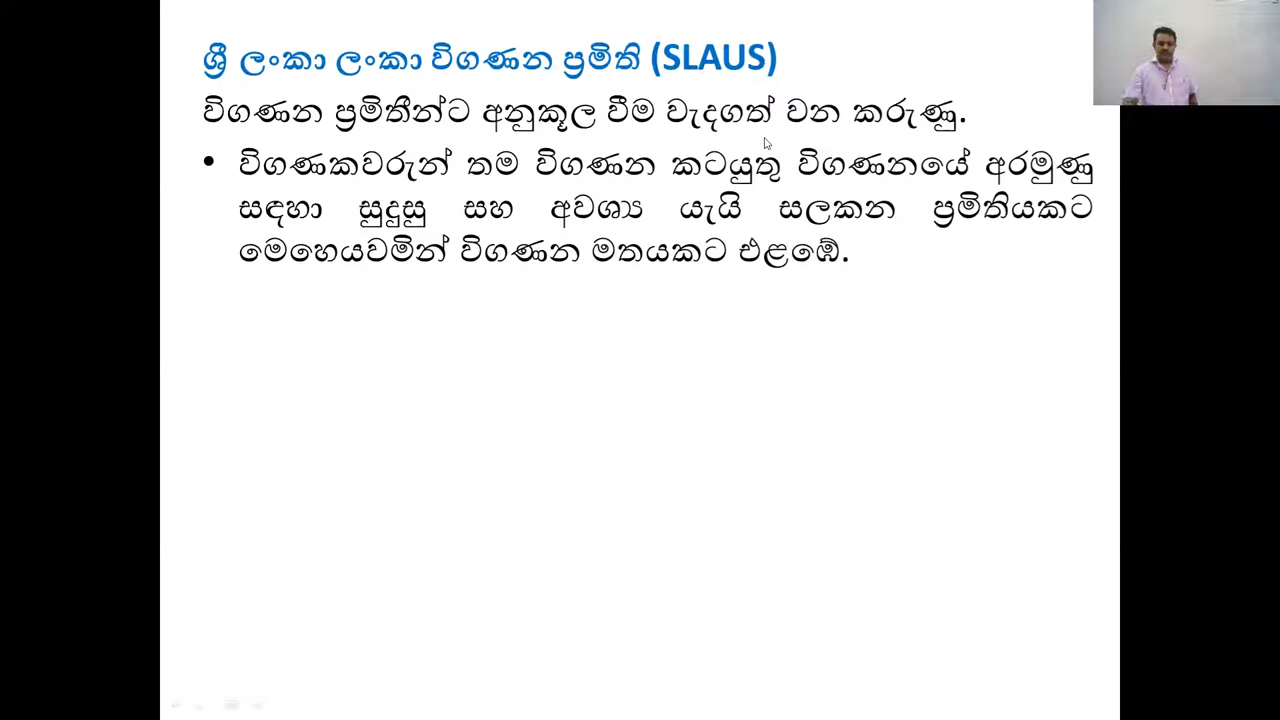 ශ්‍රී ලංකා ලංකා විගණන ප්‍රමිති (SLAUS)
විගණන ප්‍රමිතීන්ට අනුකූල වීම වැදගත් වන කරුණු.
• විගණකවරුන් තම විගණන කටයුතු විගණනයේ අරමුණු
සඳහා සුදුසු සහ අවශ්‍ය යැයි සලකන ප්‍රමිතියකට
මෙහෙයවමින් විගණන මතයකට එළඹේ.